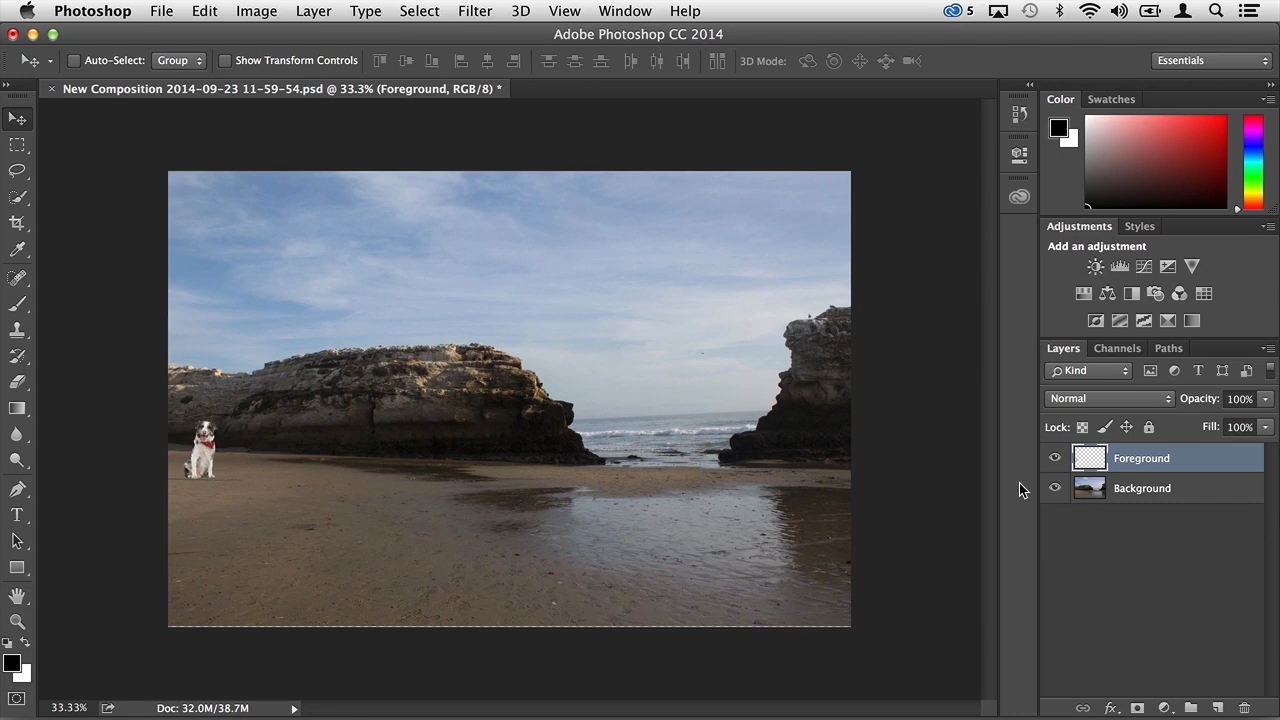 Photoshop File Edit Image Layer Type Select Filter 3D View Window Help 5
Adobe Photoshop CC 2014
Auto-Select: Group Show Transform Controls 3D Mode: Essentials
× New Composition 2014-09-23 11-59-54.psd @ 33.3% (Foreground, RGB/8) *
Color Swatches
Adjustments Styles
Add an adjustment
Layers Channels Paths
Kind T
Normal Opacity: 100%
Lock: Fill: 100%
Foreground
Background
T
33.33% Doc: 32.0M/38.7M fx